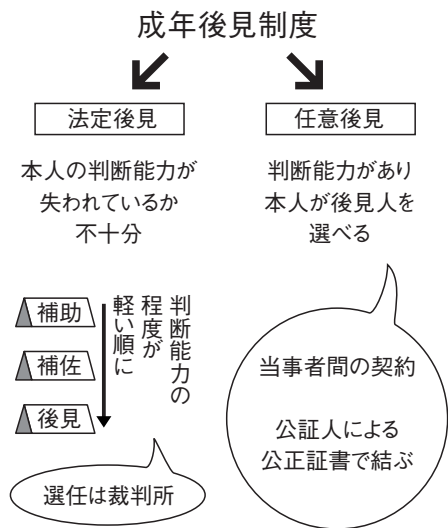 成年後見制度
法定後見
任意後見
本人の判断能力が
失われているか
不十分
判断能力があり
本人が後見人を
選べる
補助
補佐
後見
判断能力の
程度が
軽い順に
選任は裁判所
当事者間の契約
公証人による
公正証書で結ぶ